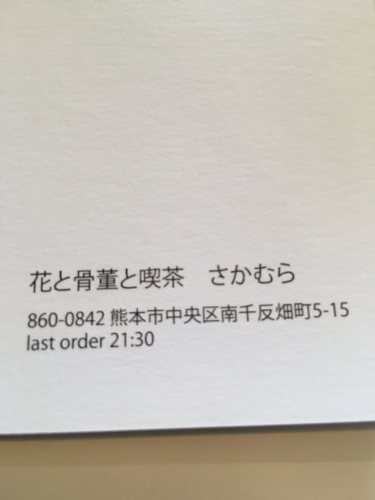 花と骨董と喫茶　さかむら
860-0842 熊本市中央区南千反畑町5-15
last order 21:30